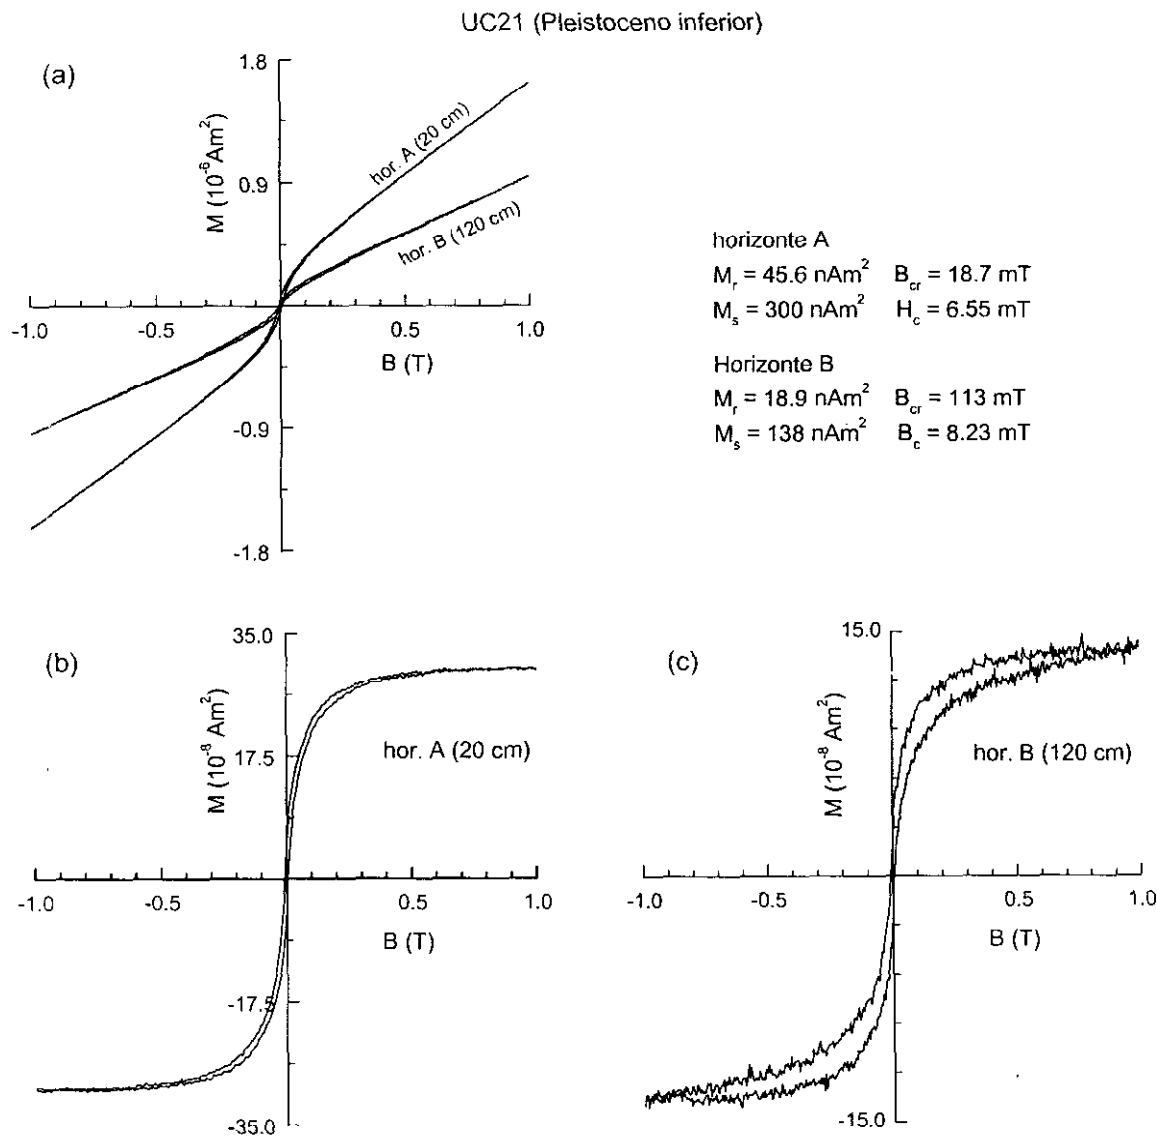 UC21 (Pleistoceno inferior)
(a)
1.8
0.9
-0.9
-1.8
M (10⁻⁶Am²)
hor. A (20 cm)
hor. B (120 cm)
-1.0
-0.5
0.5
1.0
B (T)
horizonte A
Mᵣ = 45.6 nAm² B_cr = 18.7 mT
Mₛ = 300 nAm² H_c = 6.55 mT
Horizonte B
Mᵣ = 18.9 nAm² B_cr = 113 mT
Mₛ = 138 nAm² B_c = 8.23 mT
(b)
35.0
17.5
-17.5
-35.0
M (10⁻⁸ Am²)
hor. A (20 cm)
-1.0
-0.5
0.5
1.0
B (T)
(c)
15.0
-15.0
M (10⁻⁸ Am²)
hor. B (120 cm)
-1.0
-0.5
0.5
1.0
B (T)